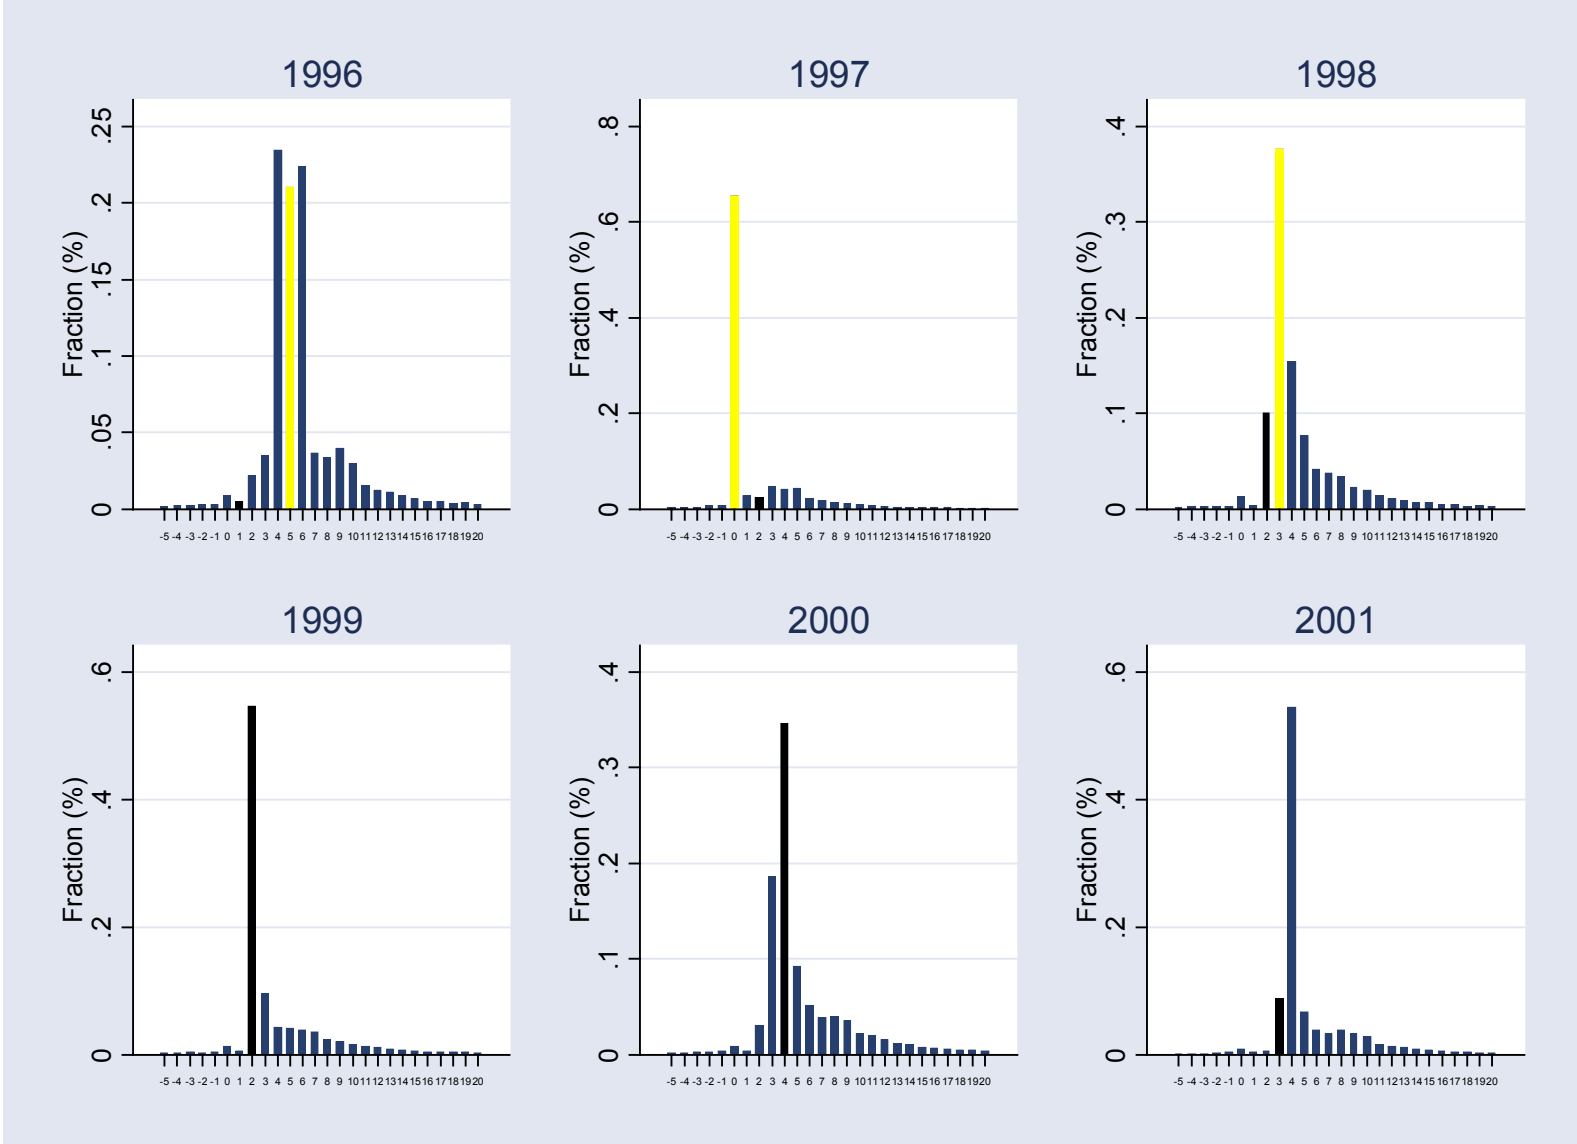 1996
Fraction (%)
0 .05 .1 .15 .2 .25
-5 -4 -3 -2 -1 0 1 2 3 4 5 6 7 8 9 10 11 12 13 14 15 16 17 18 19 20
1997
Fraction (%)
0 .2 .4 .6 .8
-5 -4 -3 -2 -1 0 1 2 3 4 5 6 7 8 9 10 11 12 13 14 15 16 17 18 19 20
1998
Fraction (%)
0 .1 .2 .3 .4
-5 -4 -3 -2 -1 0 1 2 3 4 5 6 7 8 9 10 11 12 13 14 15 16 17 18 19 20
1999
Fraction (%)
0 .2 .4 .6
-5 -4 -3 -2 -1 0 1 2 3 4 5 6 7 8 9 10 11 12 13 14 15 16 17 18 19 20
2000
Fraction (%)
0 .1 .2 .3 .4
-5 -4 -3 -2 -1 0 1 2 3 4 5 6 7 8 9 10 11 12 13 14 15 16 17 18 19 20
2001
Fraction (%)
0 .2 .4 .6
-5 -4 -3 -2 -1 0 1 2 3 4 5 6 7 8 9 10 11 12 13 14 15 16 17 18 19 20